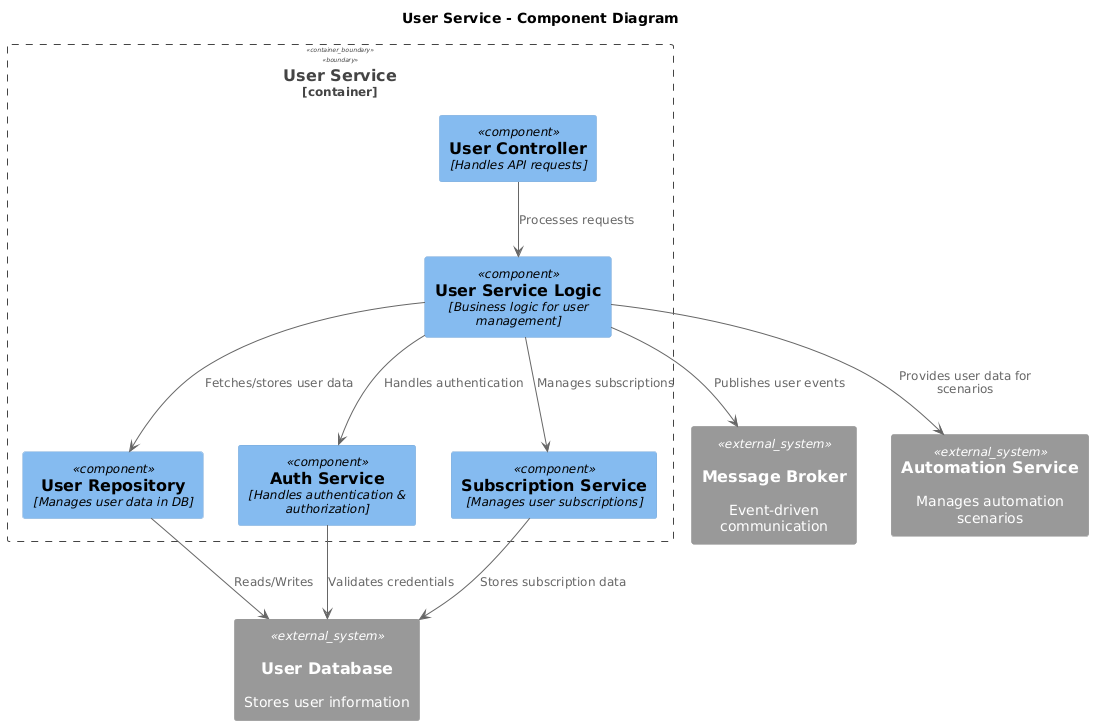 User Service - Component Diagram
«container_boundary»
«boundary»
User Service
[container]
«component»
User Controller
[Handles API requests]
Processes requests
«component»
User Service Logic
[Business logic for user
management]
Fetches/stores user data
Handles authentication
Manages subscriptions
Publishes user events
Provides user data for
scenarios
«component»
User Repository
[Manages user data in DB]
«component»
Auth Service
[Handles authentication &
authorization]
«component»
Subscription Service
[Manages user subscriptions]
«external_system»
Message Broker
Event-driven
communication
«external_system»
Automation Service
Manages automation
scenarios
Reads/Writes
Validates credentials
Stores subscription data
«external_system»
User Database
Stores user information